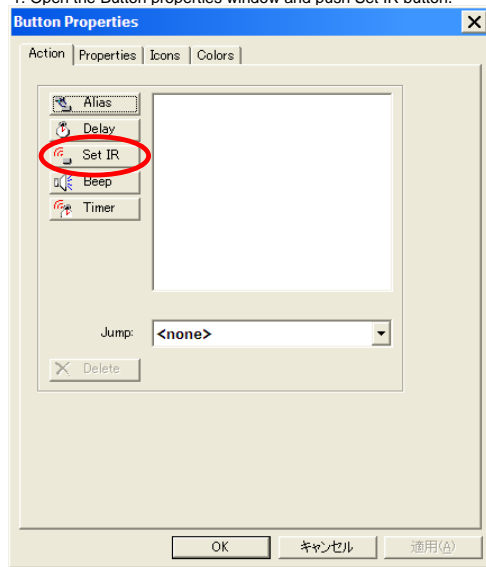 1. Open the Button properties window and push Set IR button.
Button Properties
Action Properties Icons Colors
Alias
Delay
Set IR
Beep
Timer
Jump: <none>
Delete
OK キャンセル 適用(A)